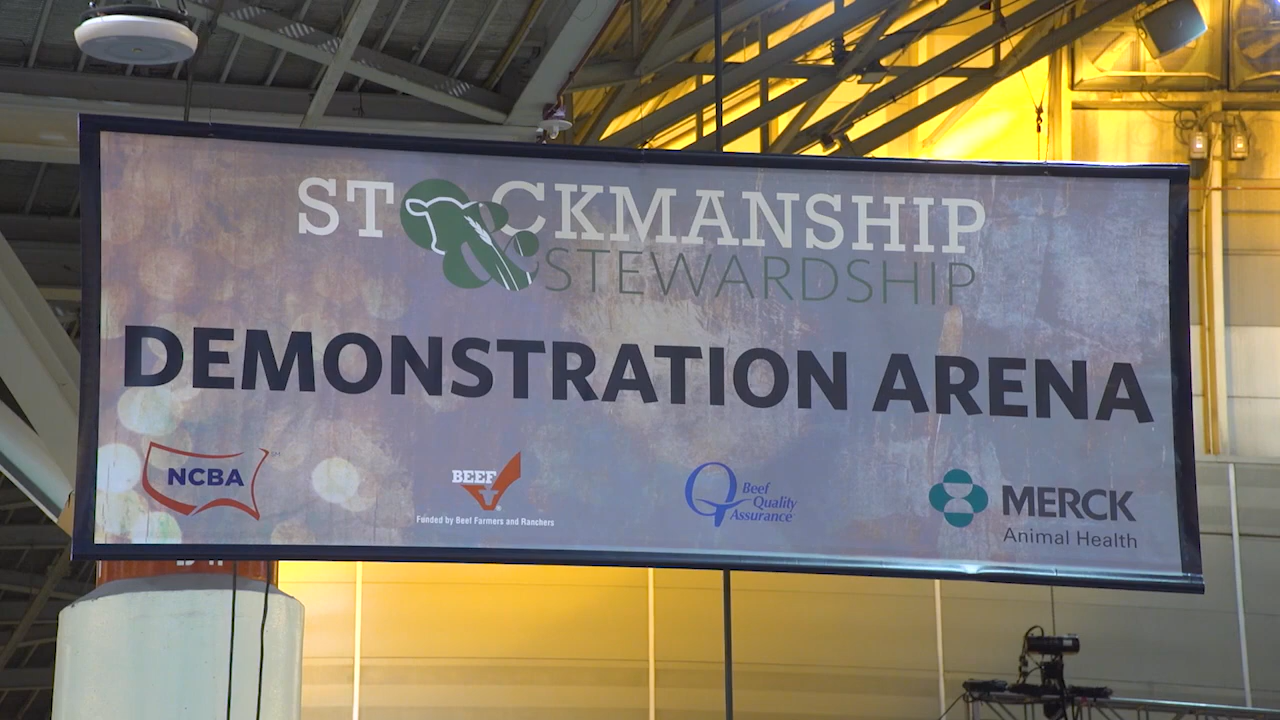 STOCKMANSHIP
& STEWARDSHIP
DEMONSTRATION ARENA
NCBA
BEEF
Funded by Beef Farmers and Ranchers
Q Beef
Quality
Assurance
MERCK
Animal Health